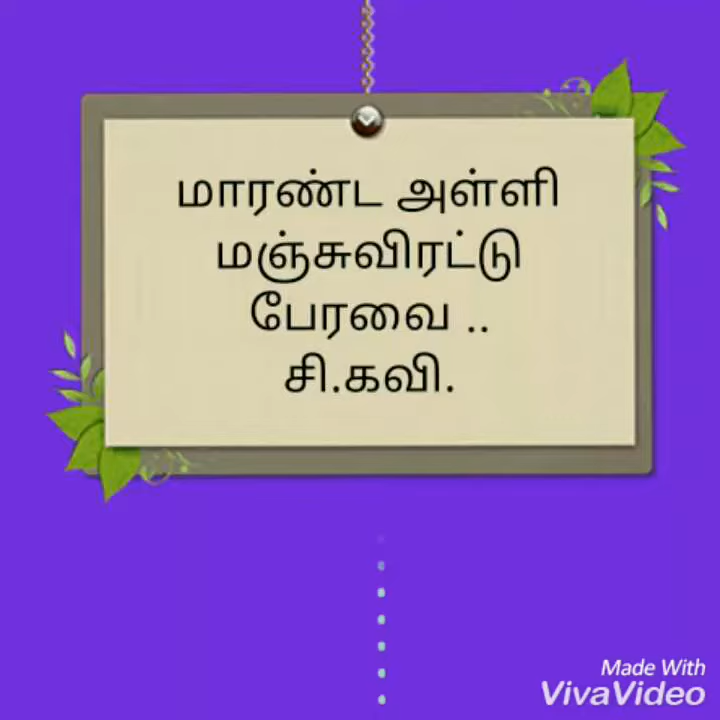 மாரண்ட அள்ளி
மஞ்சுவிரட்டு
பேரவை ..
சி.கவி.
Made With
VivaVideo